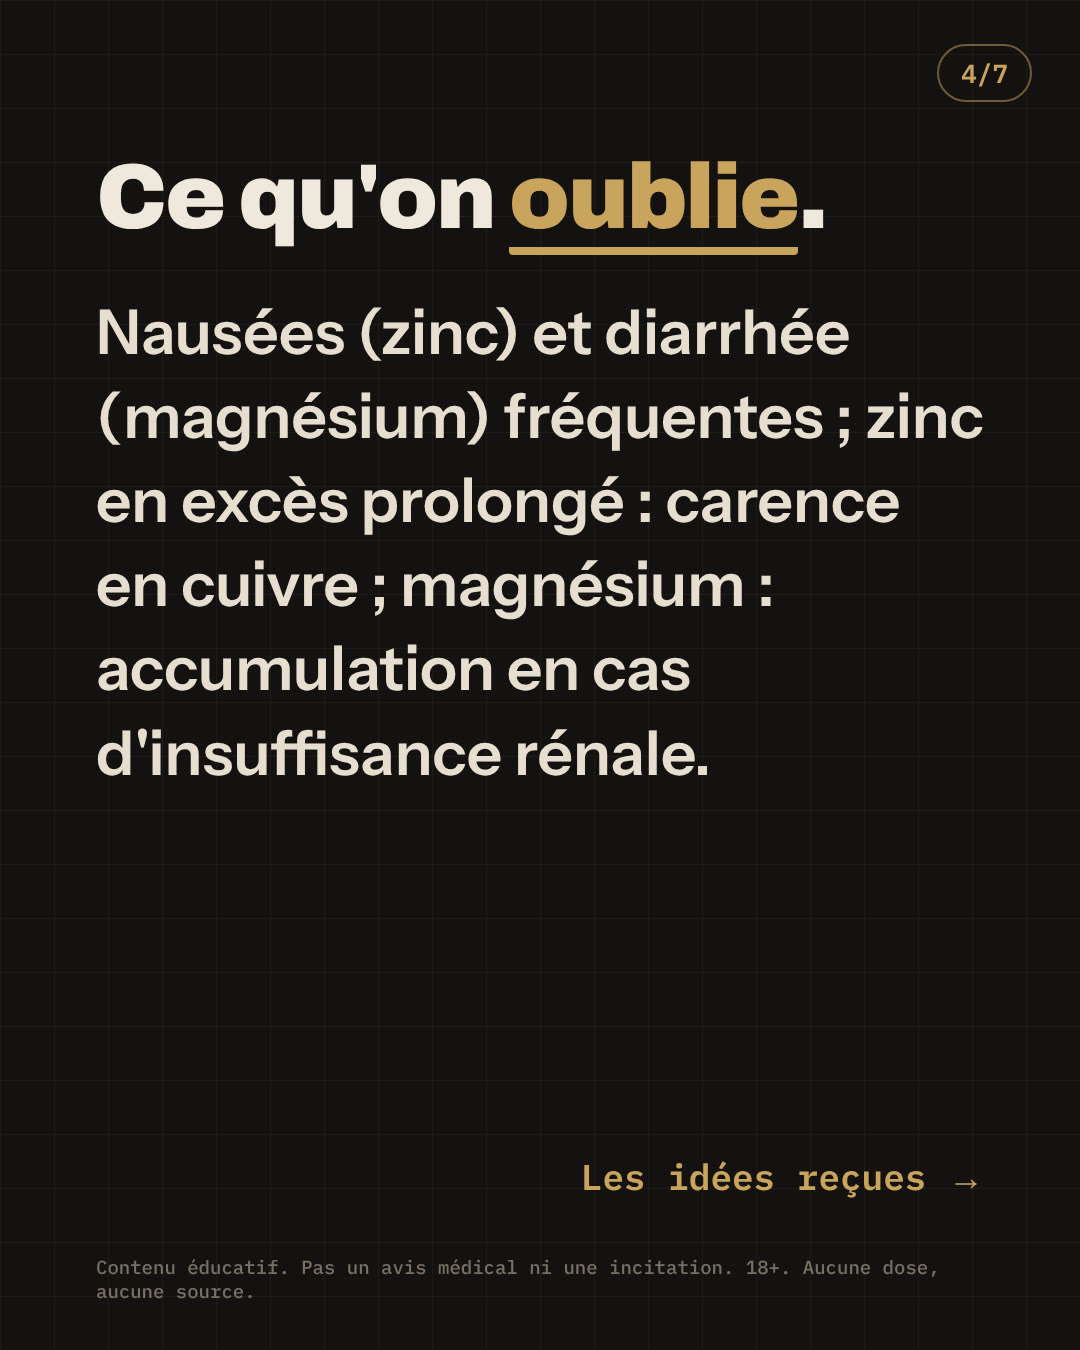 4/7
Ce qu'on oublie.
Nausées (zinc) et diarrhée
(magnésium) fréquentes ; zinc
en excès prolongé : carence
en cuivre ; magnésium :
accumulation en cas
d'insuffisance rénale.
Les idées reçues →
Contenu éducatif. Pas un avis médical ni une incitation. 18+. Aucune dose,
aucune source.